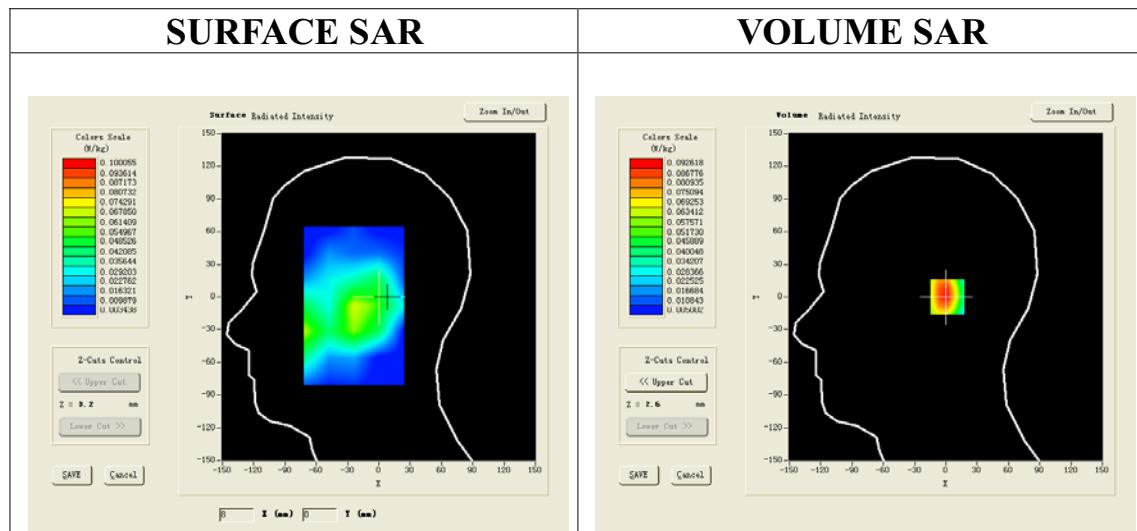 SURFACE SAR
VOLUME SAR
Surface Radiated Intensity
Zoom In/Out
Colors Scale
(W/kg)
0.100055
0.093614
0.087173
0.080732
0.074291
0.067850
0.061409
0.054967
0.048526
0.042085
0.035644
0.029203
0.022762
0.016321
0.009879
0.003438
150
120
90
60
30
0
-30
-60
-90
-120
-150
Y
-150 -120 -90 -60 -30 0 30 60 90 120 150
X
Z-Cuts Control
<< Upper Cut
Lower Cut >>
SAVE
Cancel
8 X (mm) 0 Y (mm)
Volume Radiated Intensity
Zoom In/Out
Colors Scale
(W/kg)
0.092618
0.086776
0.080935
0.075094
0.069253
0.063412
0.057571
0.051730
0.045889
0.040048
0.034207
0.028366
0.022525
0.016684
0.010843
0.005002
150
120
90
60
30
0
-30
-60
-90
-120
-150
Y
-150 -120 -90 -60 -30 0 30 60 90 120 150
X
Z-Cuts Control
<< Upper Cut
Lower Cut >>
SAVE
Cancel